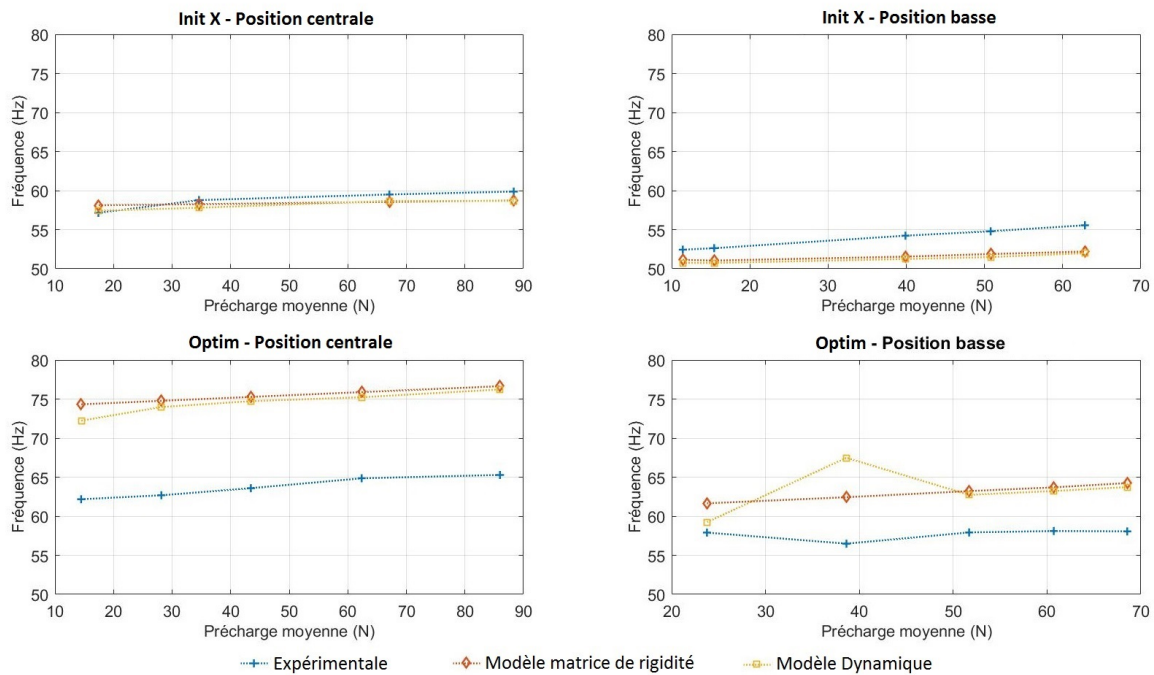 Init X - Position centrale
80
75
70
65
60
55
50
Fréquence (Hz)
10 20 30 40 50 60 70 80 90
Précharge moyenne (N)
Init X - Position basse
80
75
70
65
60
55
50
Fréquence (Hz)
10 20 30 40 50 60 70
Précharge moyenne (N)
Optim - Position centrale
80
75
70
65
60
55
50
Fréquence (Hz)
10 20 30 40 50 60 70 80 90
Précharge moyenne (N)
Optim - Position basse
80
75
70
65
60
55
50
Fréquence (Hz)
20 30 40 50 60 70
Précharge moyenne (N)
Expérimentale Modèle matrice de rigidité Modèle Dynamique